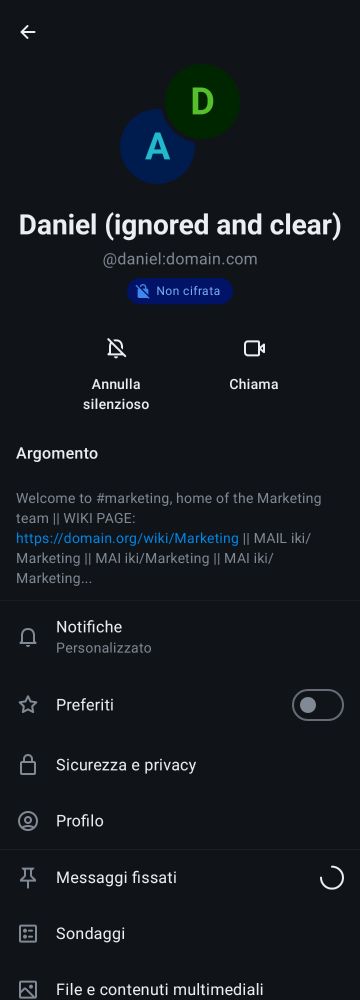 D
A
Daniel (ignored and clear)
@daniel:domain.com
Non cifrata
Annulla
silenzioso
Chiama
Argomento
Welcome to #marketing, home of the Marketing
team || WIKI PAGE:
https://domain.org/wiki/Marketing || MAIL iki/
Marketing || MAI iki/Marketing || MAI iki/
Marketing...
Notifiche
Personalizzato
Preferiti
Sicurezza e privacy
Profilo
Messaggi fissati
Sondaggi
File e contenuti multimediali